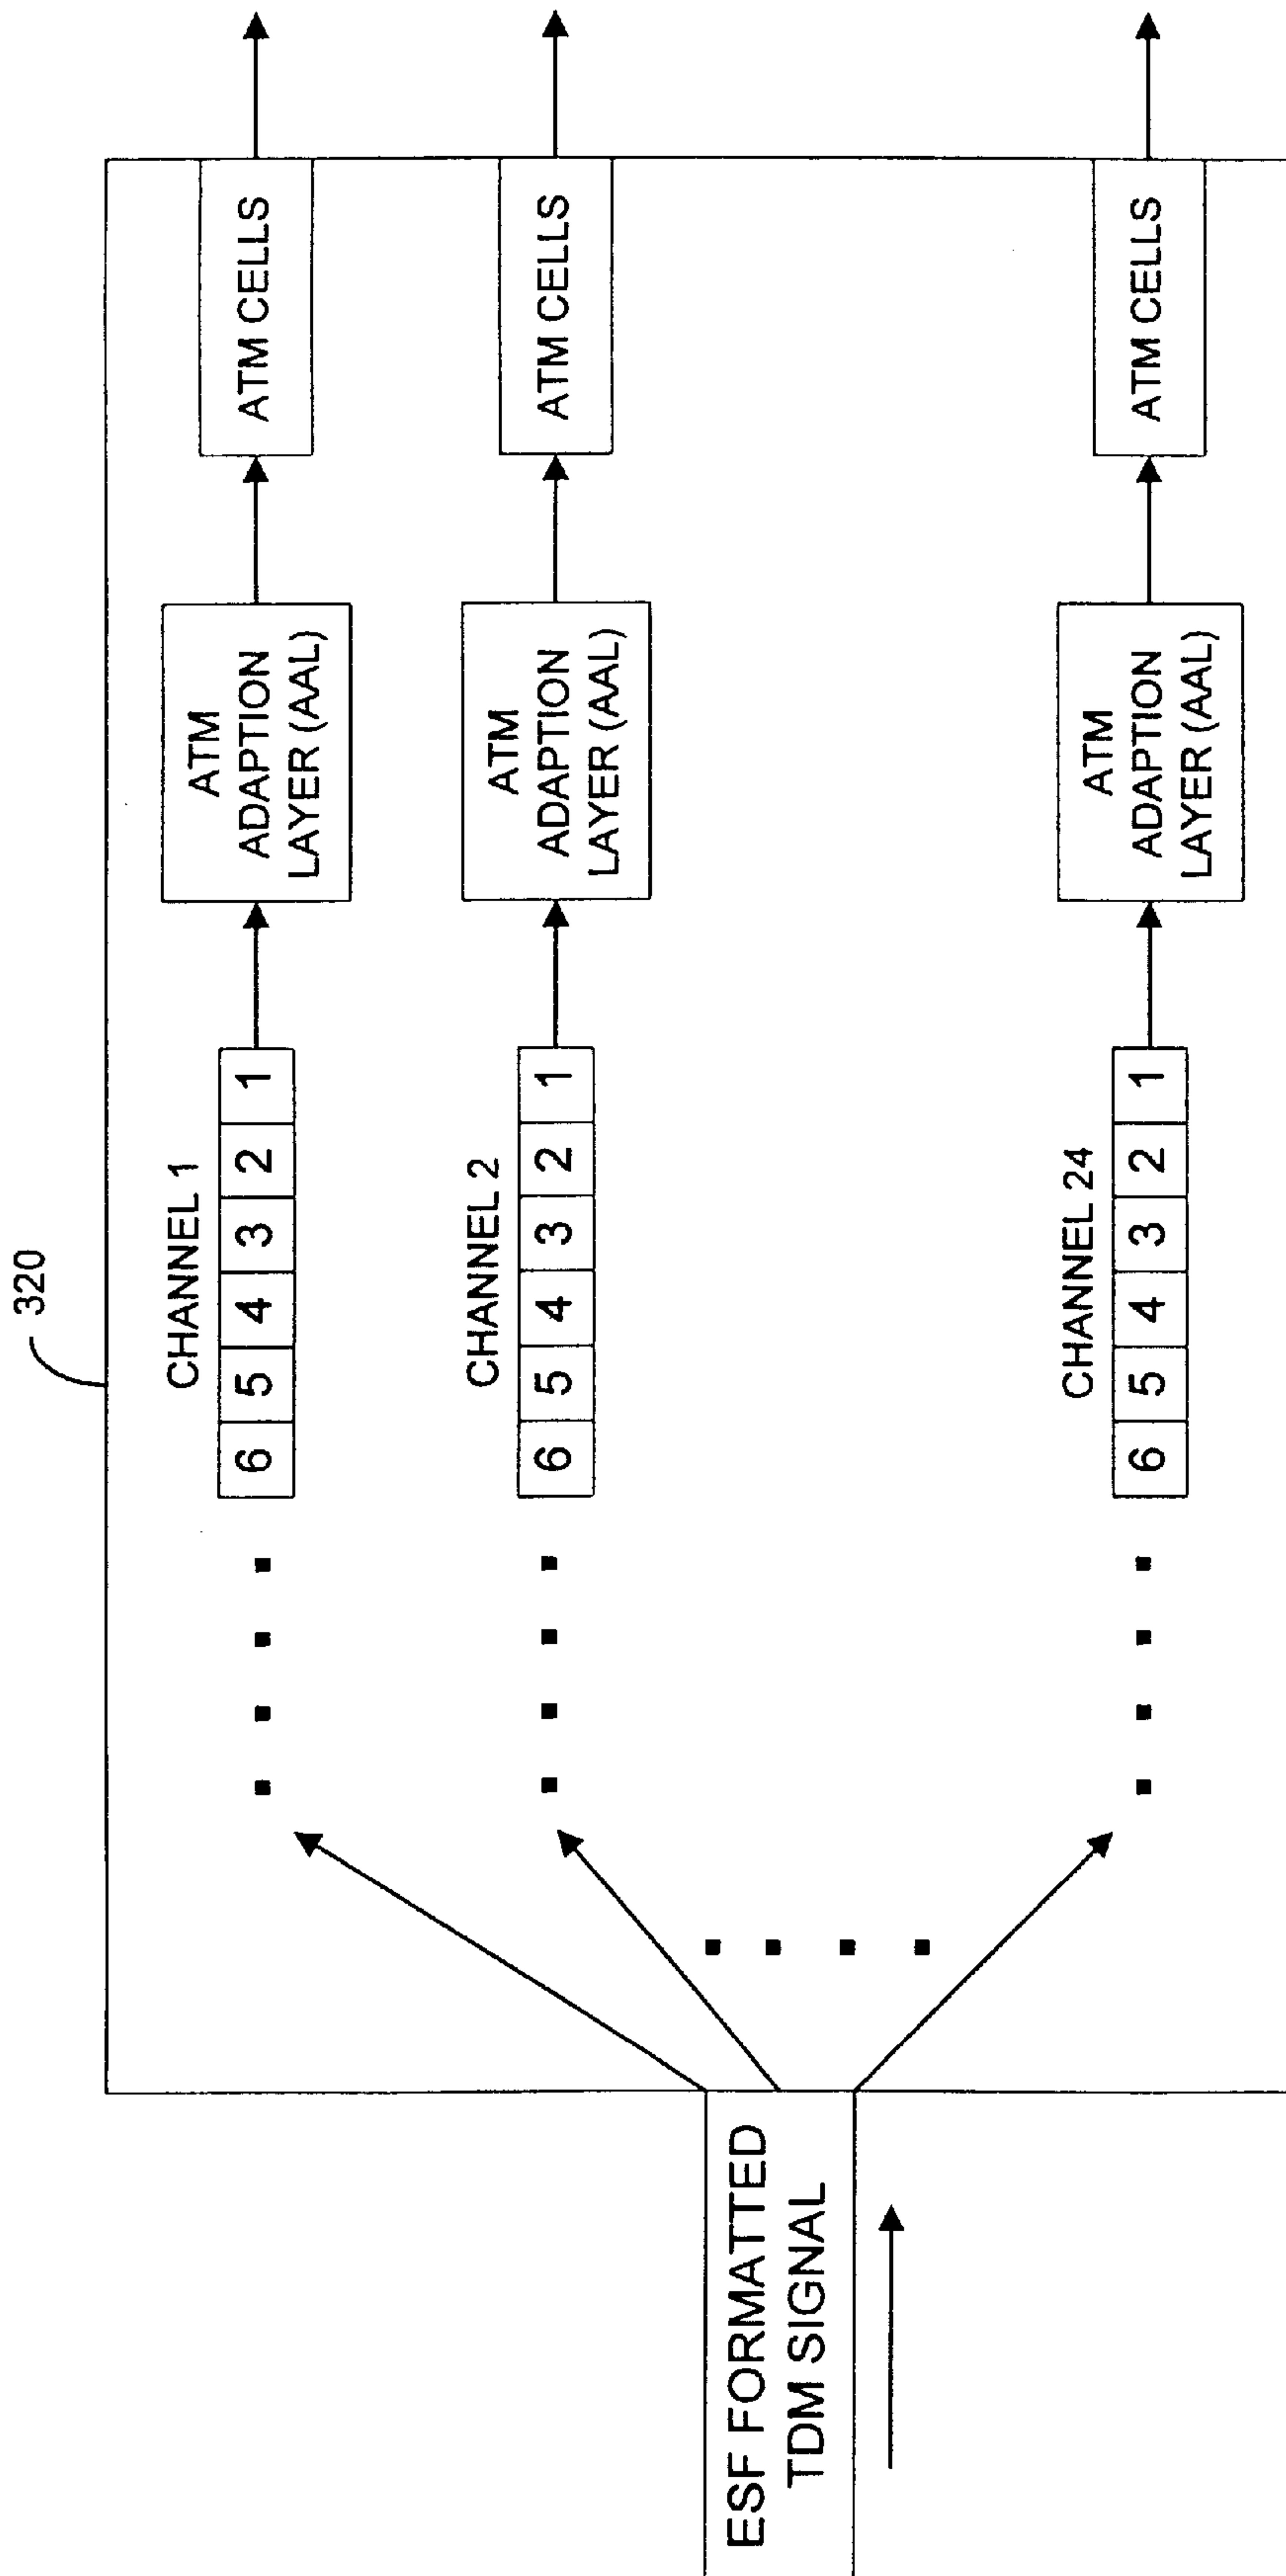 320
CHANNEL 1
6 5 4 3 2 1
ATM
ADAPTION
LAYER (AAL)
ATM CELLS
CHANNEL 2
6 5 4 3 2 1
ATM
ADAPTION
LAYER (AAL)
ATM CELLS
ESF FORMATTED
TDM SIGNAL
CHANNEL 24
6 5 4 3 2 1
ATM
ADAPTION
LAYER (AAL)
ATM CELLS